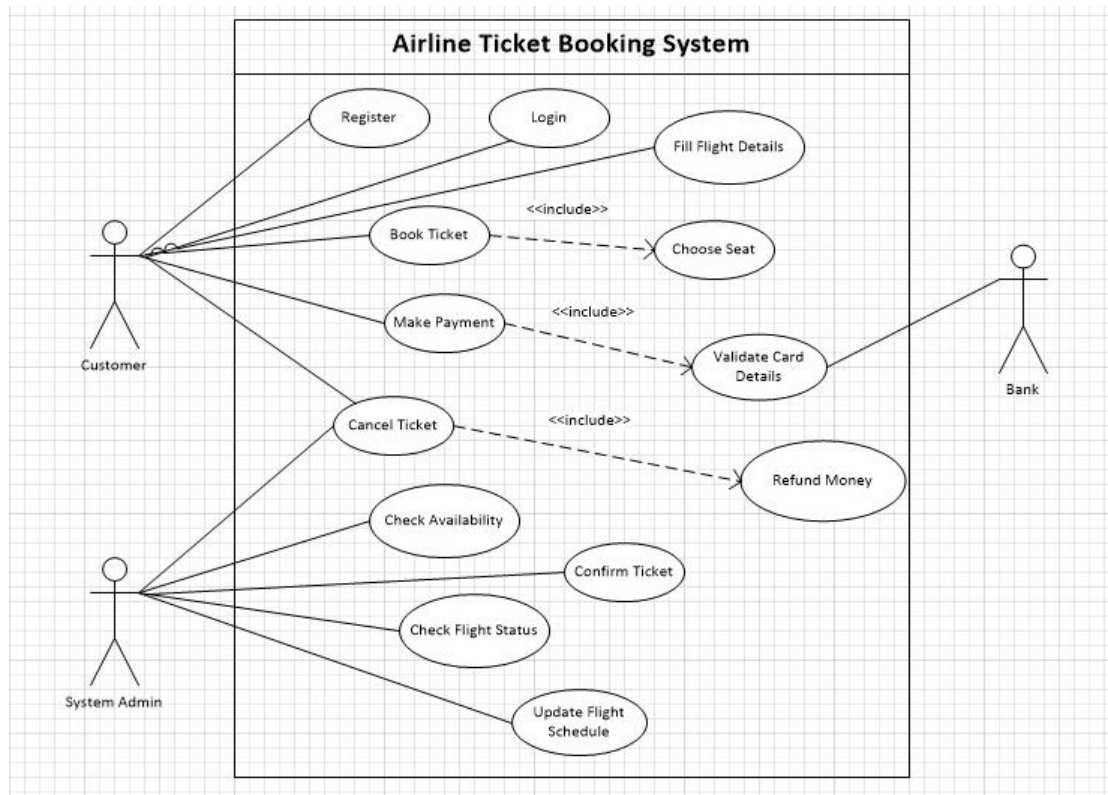 Airline Ticket Booking System
Register
Login
Fill Flight Details
<<include>>
Book Ticket
Choose Seat
<<include>>
Make Payment
Validate Card
Details
Customer
Bank
<<include>>
Cancel Ticket
Refund Money
Check Availability
Confirm Ticket
Check Flight Status
System Admin
Update Flight
Schedule